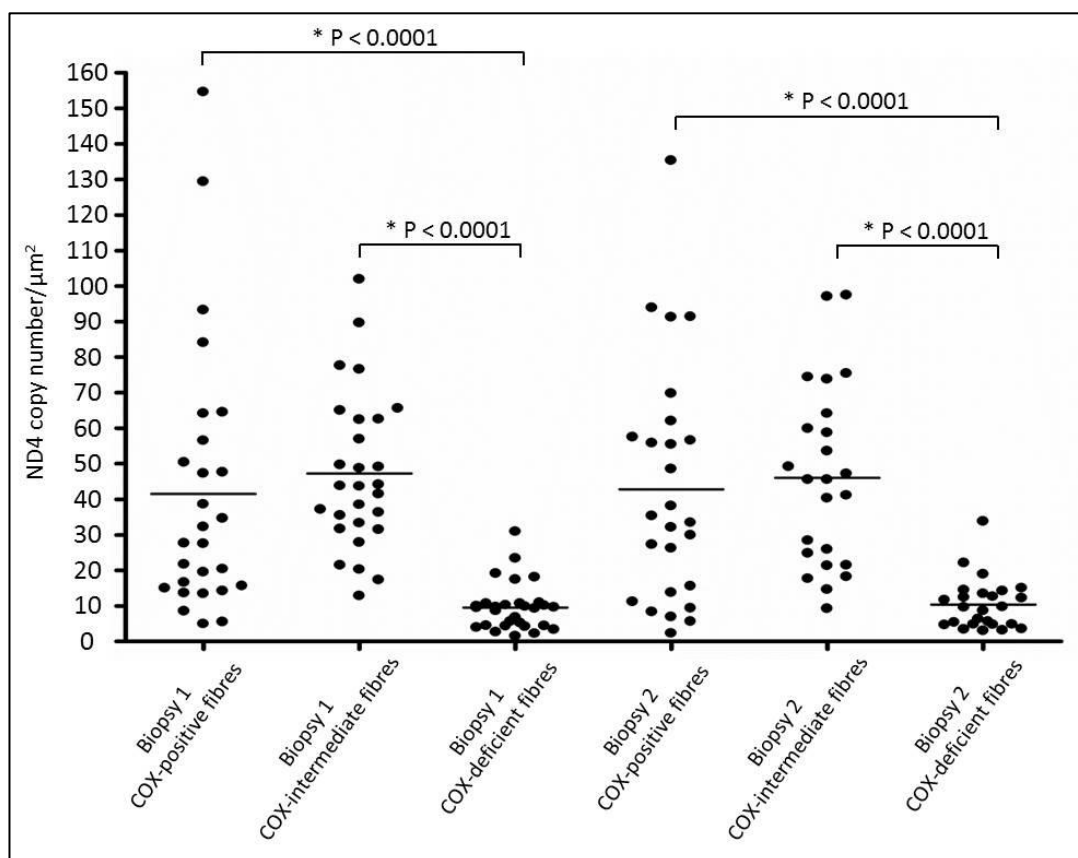 * P < 0.0001
* P < 0.0001
* P < 0.0001
* P < 0.0001
160
150
140
130
120
110
100
90
80
70
60
50
40
30
20
10
0
ND4 copy number/µm²
Biopsy 1
COX-positive fibres
Biopsy 1
COX-intermediate fibres
Biopsy 1
COX-deficient fibres
Biopsy 2
COX-positive fibres
Biopsy 2
COX-intermediate fibres
Biopsy 2
COX-deficient fibres